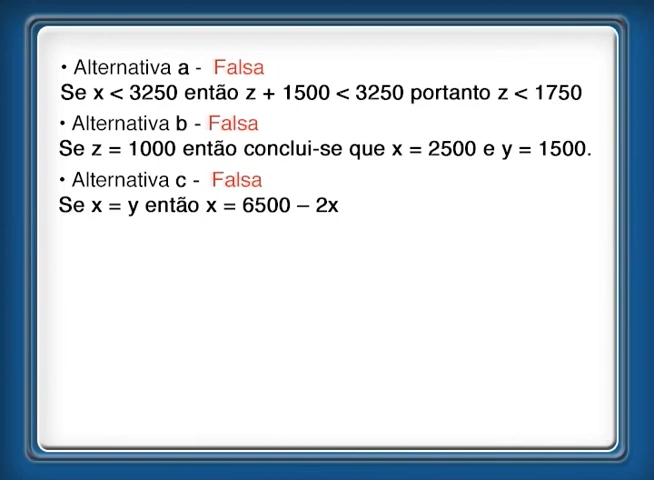 • Alternativa a - Falsa
Se x < 3250 então z + 1500 < 3250 portanto z < 1750
• Alternativa b - Falsa
Se z = 1000 então conclui-se que x = 2500 e y = 1500.
• Alternativa c - Falsa
Se x = y então x = 6500 – 2x